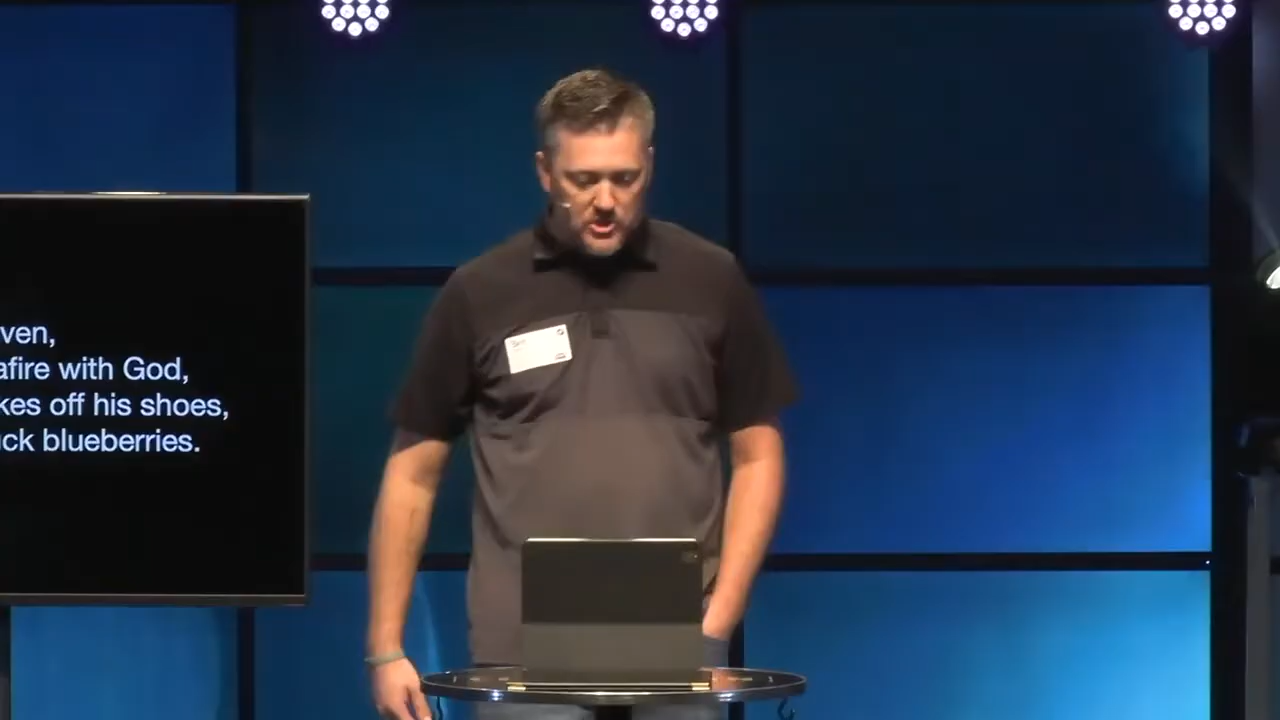 ven,
afire with God,
kes off his shoes,
ck blueberries.